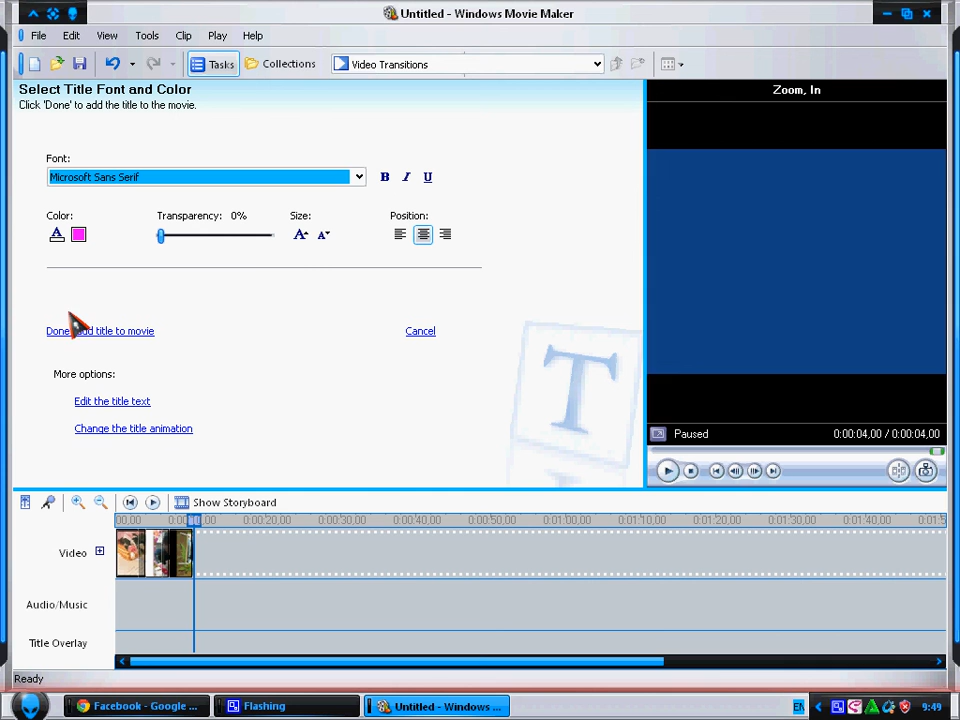 Untitled - Windows Movie Maker
File Edit View Tools Clip Play Help
Tasks Collections Video Transitions
Select Title Font and Color
Click 'Done' to add the title to the movie.
Zoom, In
Font:
Microsoft Sans Serif B I U
Color: Transparency: 0% Size: Position:
A A A
Done, add title to movie Cancel
More options:
Edit the title text
Change the title animation
T
Paused 0:00:04,00 / 0:00:04,00
Show Storyboard
00,00 0:00:20,00 0:00:30,00 0:00:40,00 0:00:50,00 0:01:00,00 0:01:10,00 0:01:20,00 0:01:30,00 0:01:40,00
Video
Audio/Music
Title Overlay
Ready
Facebook - Google ... Flashing Untitled - Windows ... EN 9:49